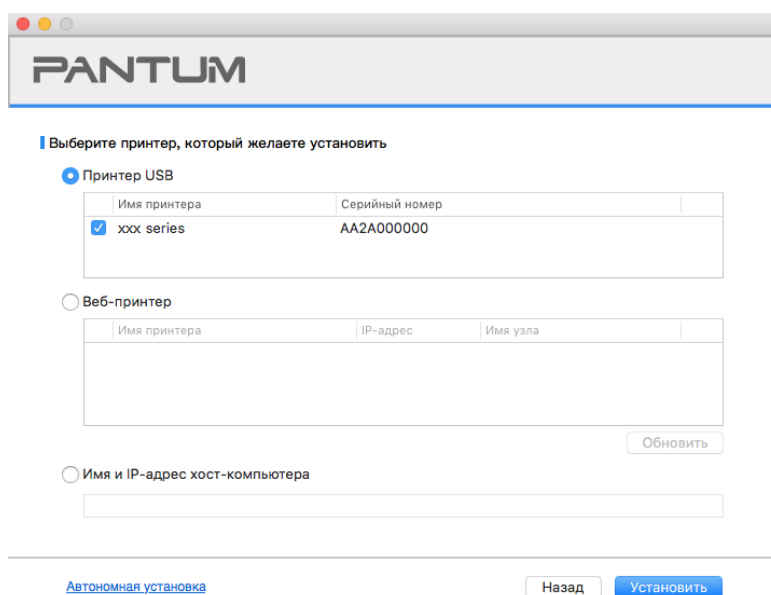 PANTUM
Выберите принтер, который желаете установить
Принтер USB
Имя принтера Серийный номер
xxx series AA2A000000
Веб-принтер
Имя принтера IP-адрес Имя узла
Обновить
Имя и IP-адрес хост-компьютера
Автономная установка Назад Установить